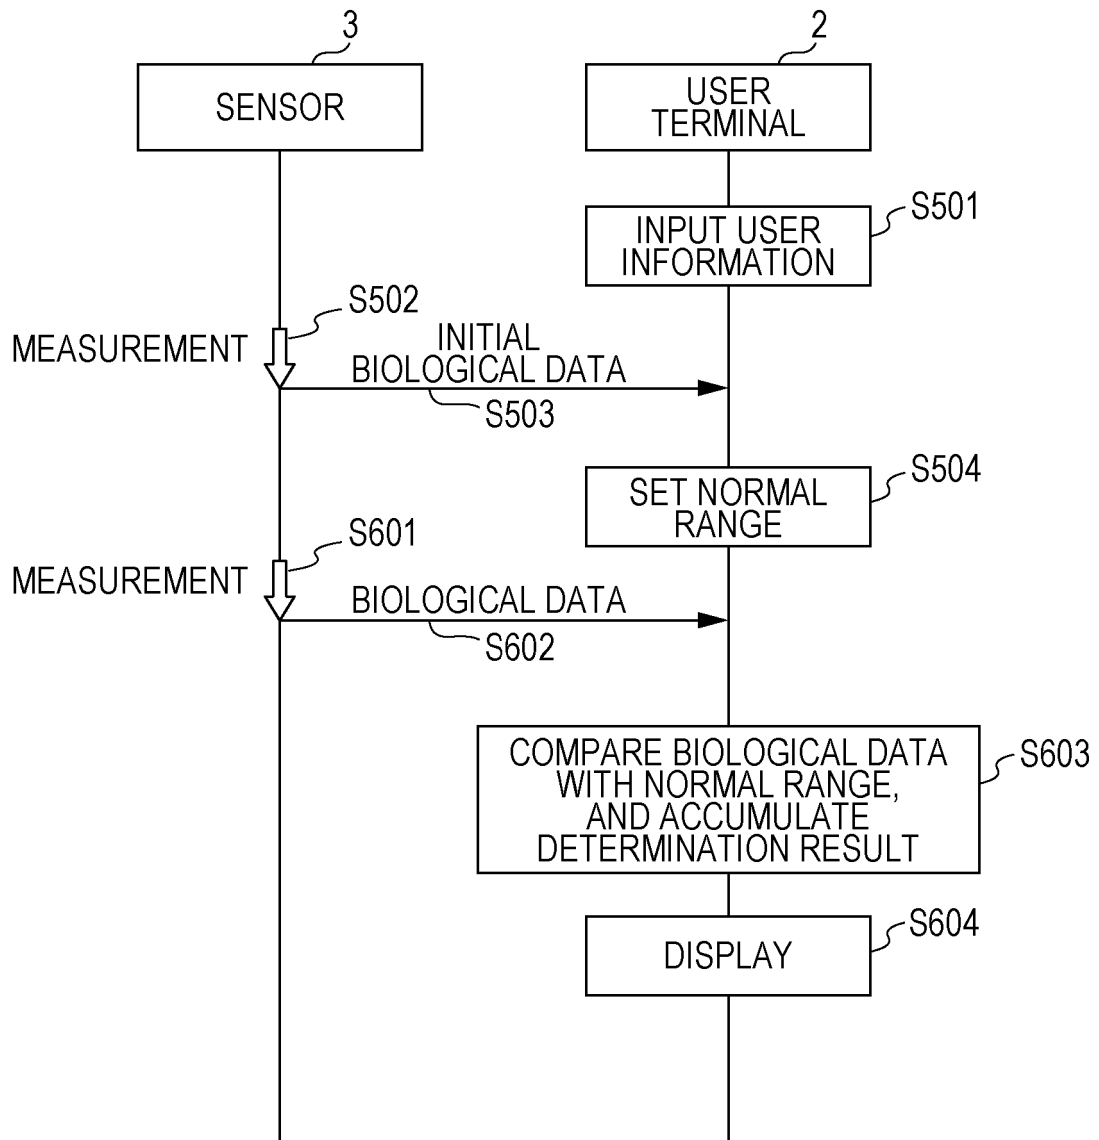 3
2
SENSOR
USER
TERMINAL
S501
INPUT USER
INFORMATION
S502
MEASUREMENT
INITIAL
BIOLOGICAL DATA
S503
S504
SET NORMAL
RANGE
S601
MEASUREMENT
BIOLOGICAL DATA
S602
COMPARE BIOLOGICAL DATA
WITH NORMAL RANGE,
AND ACCUMULATE
DETERMINATION RESULT
S603
S604
DISPLAY